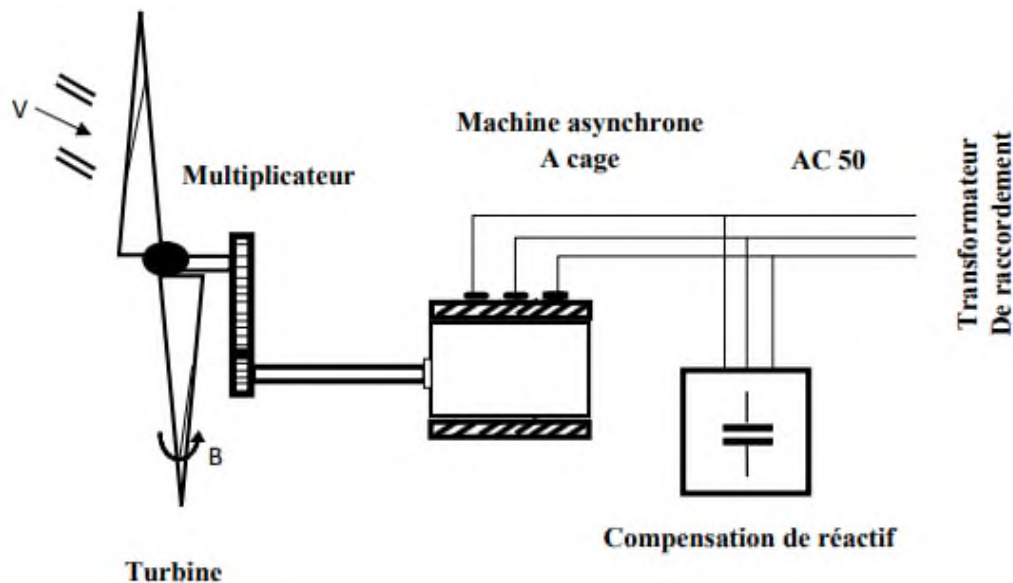 V
Multiplicateur
Machine asynchrone
A cage
AC 50
Transformateur
De raccordement
B
Compensation de réactif
Turbine